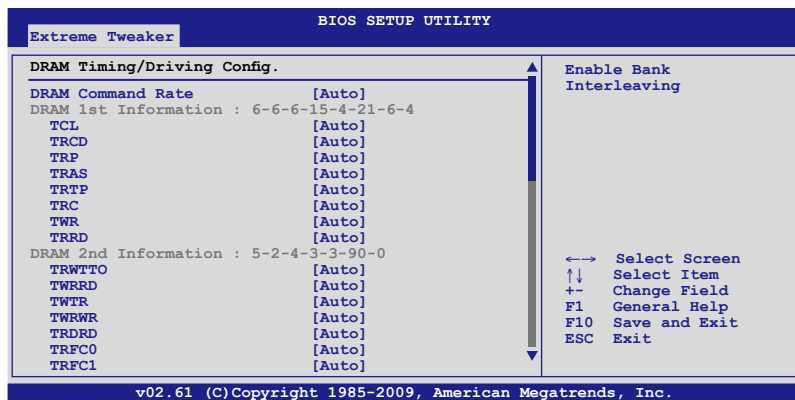 BIOS SETUP UTILITY
Extreme Tweaker
DRAM Timing/Driving Config.
DRAM Command Rate [Auto]
DRAM 1st Information : 6-6-6-15-4-21-6-4
TCL [Auto]
TRCD [Auto]
TRP [Auto]
TRAS [Auto]
TRTP [Auto]
TRC [Auto]
TWR [Auto]
TRRD [Auto]
DRAM 2nd Information : 5-2-4-3-3-90-0
TRWTTO [Auto]
TWRRD [Auto]
TWTR [Auto]
TWRWR [Auto]
TRDRD [Auto]
TRFC0 [Auto]
TRFC1 [Auto]
Enable Bank
Interleaving
←→ Select Screen
↑↓ Select Item
+- Change Field
F1 General Help
F10 Save and Exit
ESC Exit
v02.61 (C)Copyright 1985-2009, American Megatrends, Inc.